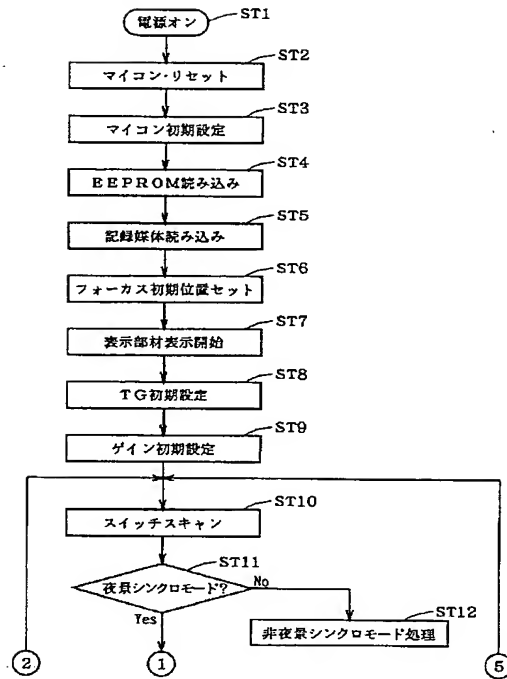 電源オン
ST1
ST2
マイコン・リセット
ST3
マイコン初期設定
ST4
EEPROM読み込み
ST5
記録媒体読み込み
ST6
フォーカス初期位置セット
ST7
表示部材表示開始
ST8
TG初期設定
ST9
ゲイン初期設定
ST10
スイッチスキャン
ST11
夜景シンクロモード?
No
Yes
ST12
非夜景シンクロモード処理
2
1
5